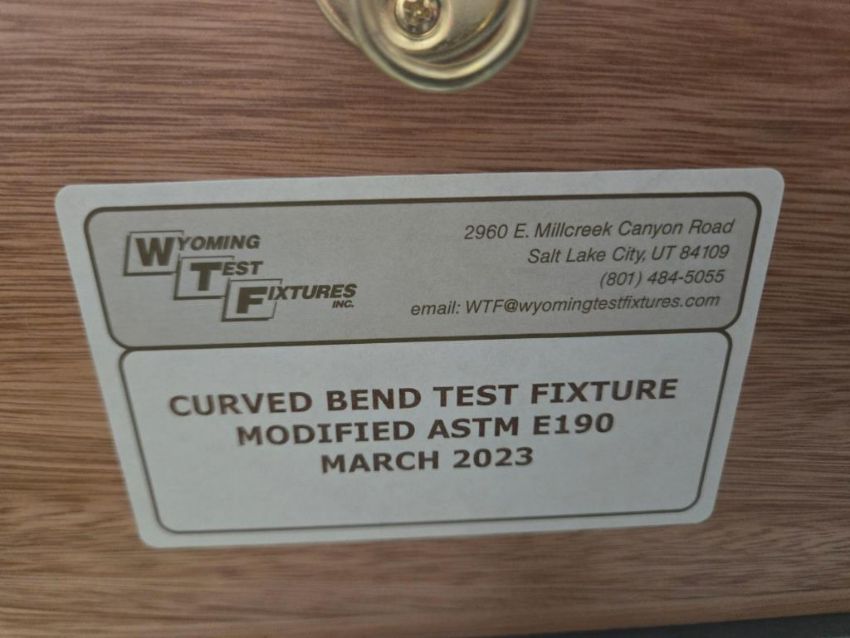 WYOMING
TEST
FIXTURES
INC.
2960 E. Millcreek Canyon Road
Salt Lake City, UT 84109
(801) 484-5055
email: WTF@wyomingtestfixtures.com
CURVED BEND TEST FIXTURE
MODIFIED ASTM E190
MARCH 2023